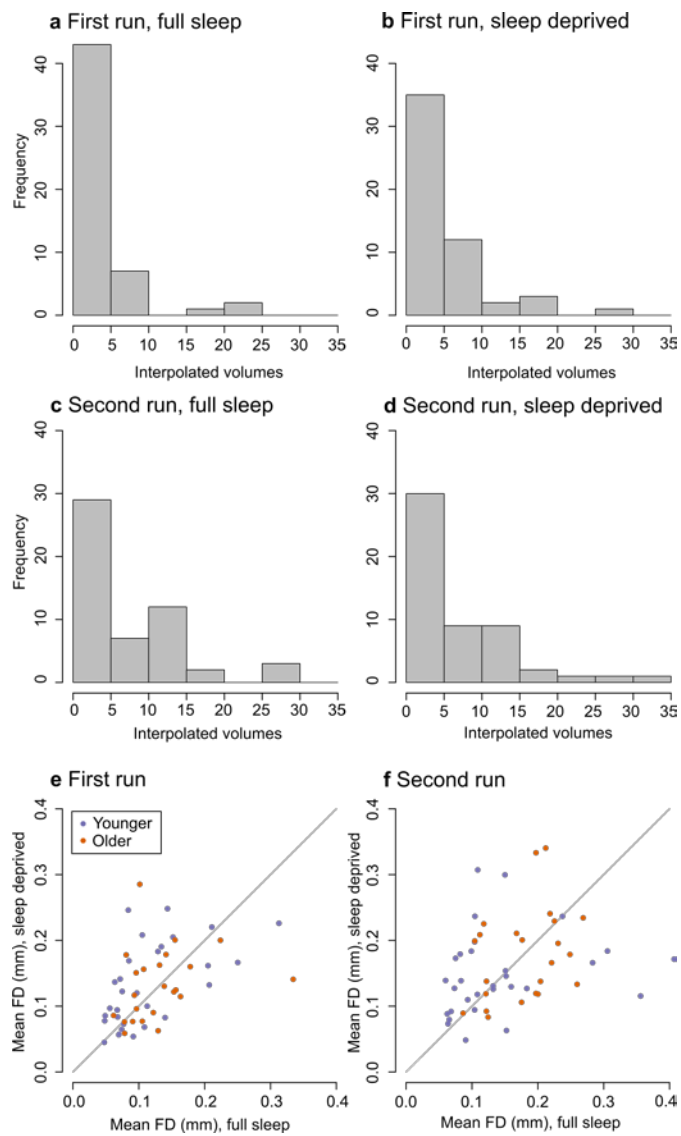 a First run, full sleep
b First run, sleep deprived
Frequency
0 10 20 30 40
0 5 10 15 20 25 30 35
Interpolated volumes
0 10 20 30 40
0 5 10 15 20 25 30 35
Interpolated volumes
c Second run, full sleep
d Second run, sleep deprived
Frequency
0 10 20 30 40
0 5 10 15 20 25 30 35
Interpolated volumes
0 10 20 30 40
0 5 10 15 20 25 30 35
Interpolated volumes
e First run
f Second run
Younger
Older
Mean FD (mm), sleep deprived
0.0 0.1 0.2 0.3 0.4
0.0 0.1 0.2 0.3 0.4
Mean FD (mm), full sleep
Mean FD (mm), sleep deprived
0.0 0.1 0.2 0.3 0.4
0.0 0.1 0.2 0.3 0.4
Mean FD (mm), full sleep